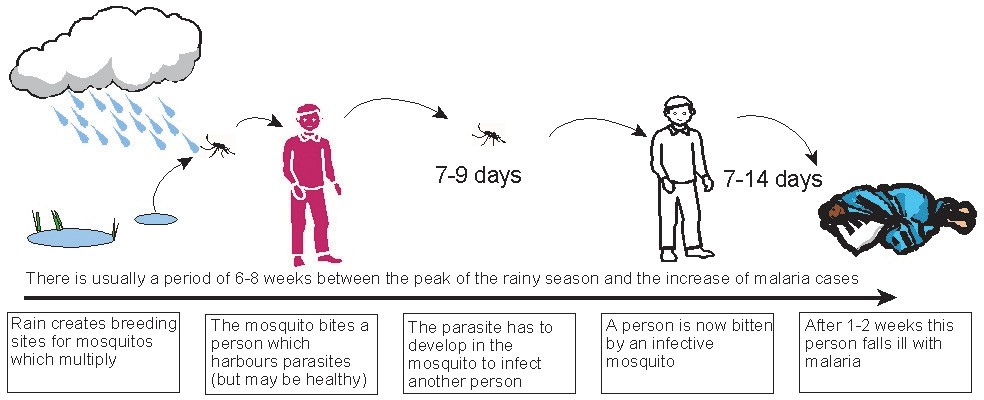 7-9 days
7-14 days
There is usually a period of 6-8 weeks between the peak of the rainy season and the increase of malaria cases
Rain creates breeding
sites for mosquitos
which multiply
The mosquito bites a
person which
harbours parasites
(but may be healthy)
The parasite has to
develop in the
mosquito to infect
another person
A person is now bitten
by an infective
mosquito
After 1-2 weeks this
person falls ill with
malaria